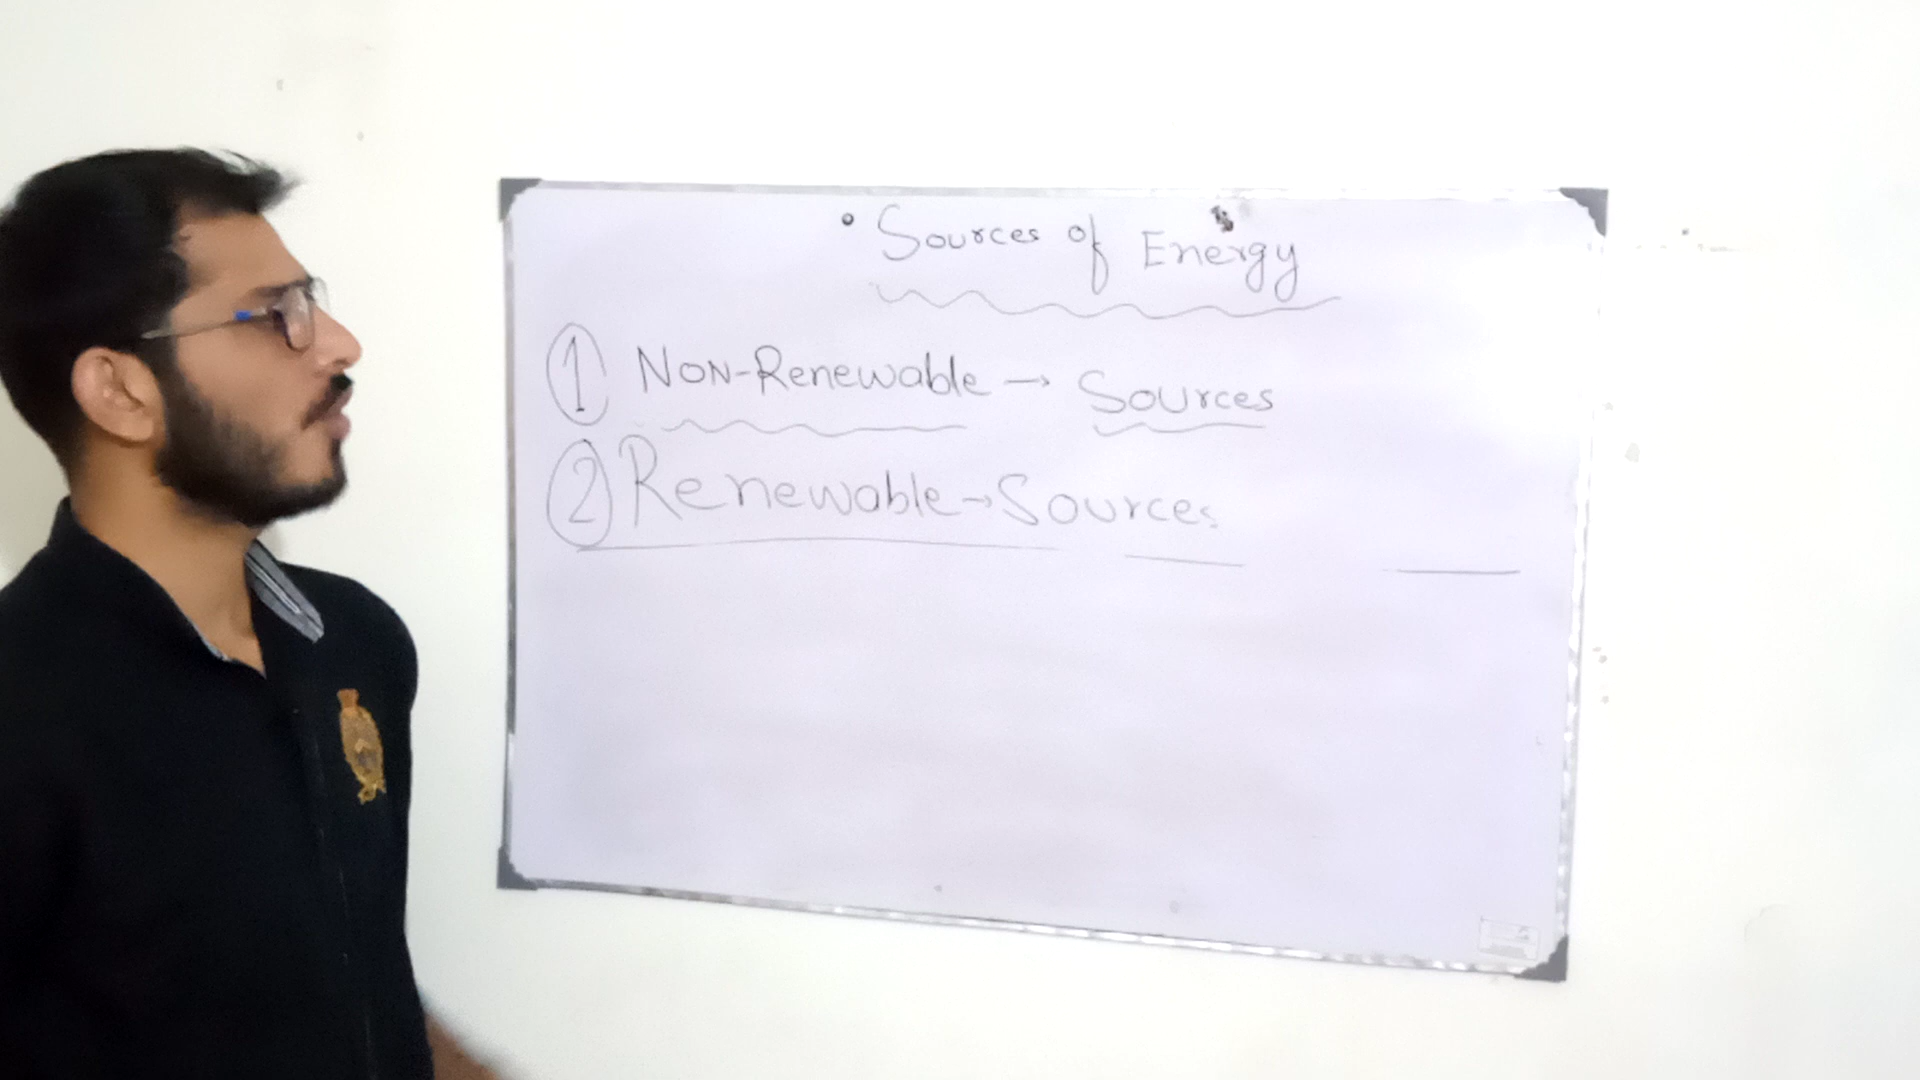 • Sources of Energy
1 Non-Renewable → Sources
2 Renewable → Sources